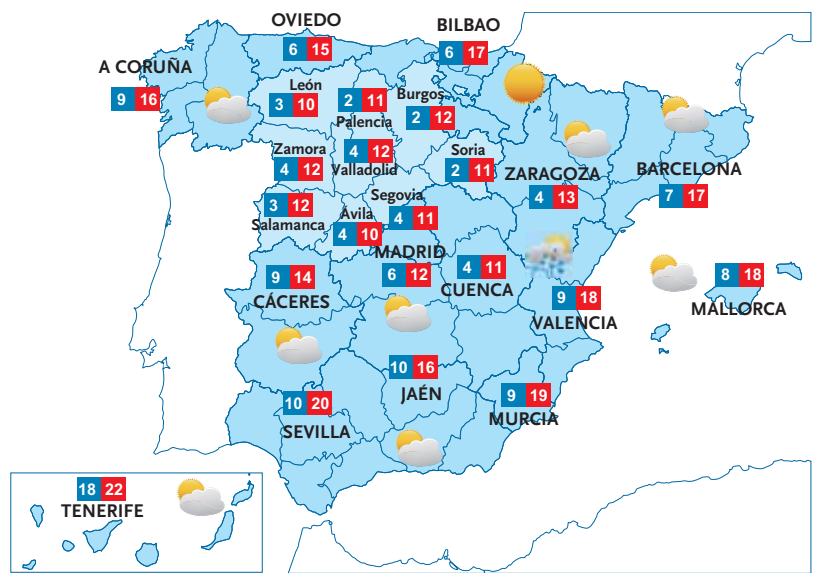 OVIEDO
6 15
BILBAO
6 17
A CORUÑA
9 16
León
3 10
2 11
Palencia
Burgos
2 12
Zamora
4 12
4 12
Valladolid
Soria
2 11
ZARAGOZA
4 13
BARCELONA
7 17
3 12
Salamanca
Segovia
4 11
Ávila
4 10
MADRID
6 12
4 11
CUENCA
9 14
CÁCERES
9 18
VALENCIA
8 18
MALLORCA
10 16
JAÉN
10 20
SEVILLA
9 19
MURCIA
18 22
TENERIFE